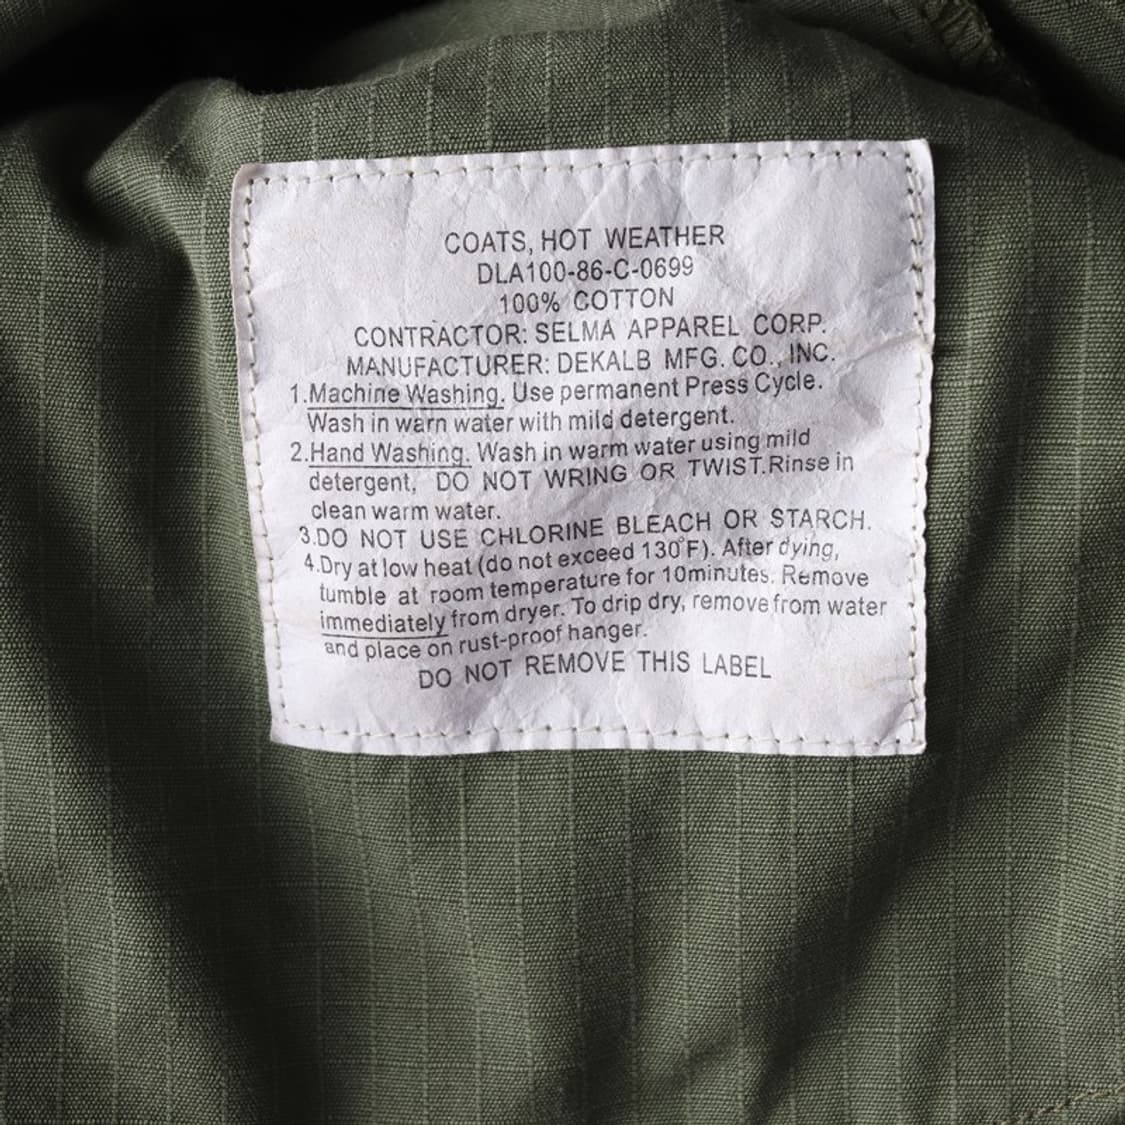 COATS, HOT WEATHER
DLA100-86-C-0699
100% COTTON
CONTRACTOR: SELMA APPAREL CORP.
MANUFACTURER: DEKALB MFG. CO., INC.
1.Machine Washing. Use permanent Press Cycle.
Wash in warn water with mild detergent.
2.Hand Washing. Wash in warm water using mild
detergent, DO NOT WRING OR TWIST.Rinse in
clean warm water.
3.DO NOT USE CHLORINE BLEACH OR STARCH.
4.Dry at low heat (do not exceed 130°F). After dying,
tumble at room temperature for 10minutes. Remove
immediately from dryer. To drip dry, remove from water
and place on rust-proof hanger.
DO NOT REMOVE THIS LABEL